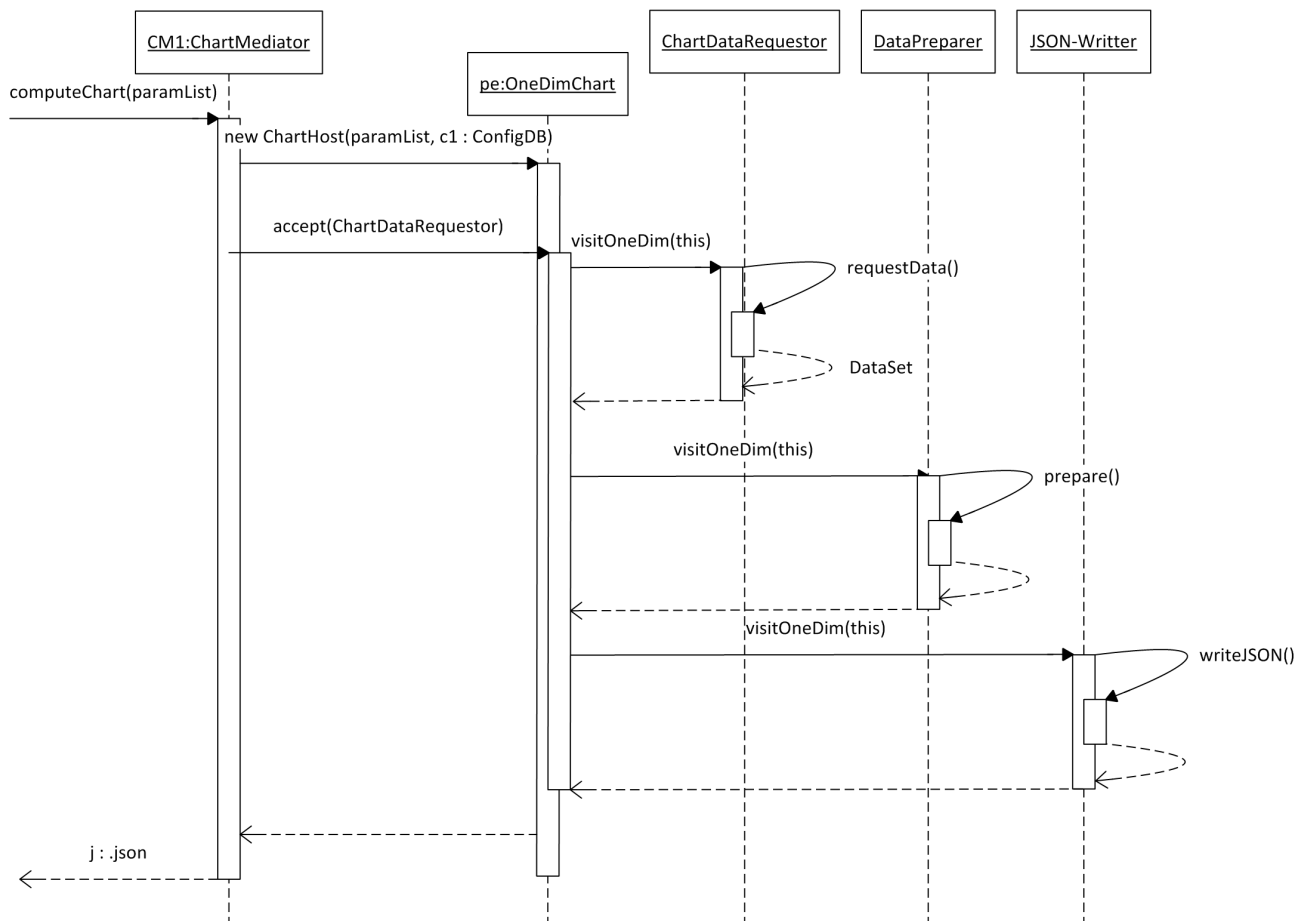 CM1:ChartMediator
ChartDataRequestor
DataPreparer
JSON-Writter
pe:OneDimChart
computeChart(paramList)
new ChartHost(paramList, c1 : ConfigDB)
accept(ChartDataRequestor)
visitOneDim(this)
requestData()
DataSet
visitOneDim(this)
prepare()
visitOneDim(this)
writeJSON()
j : .json